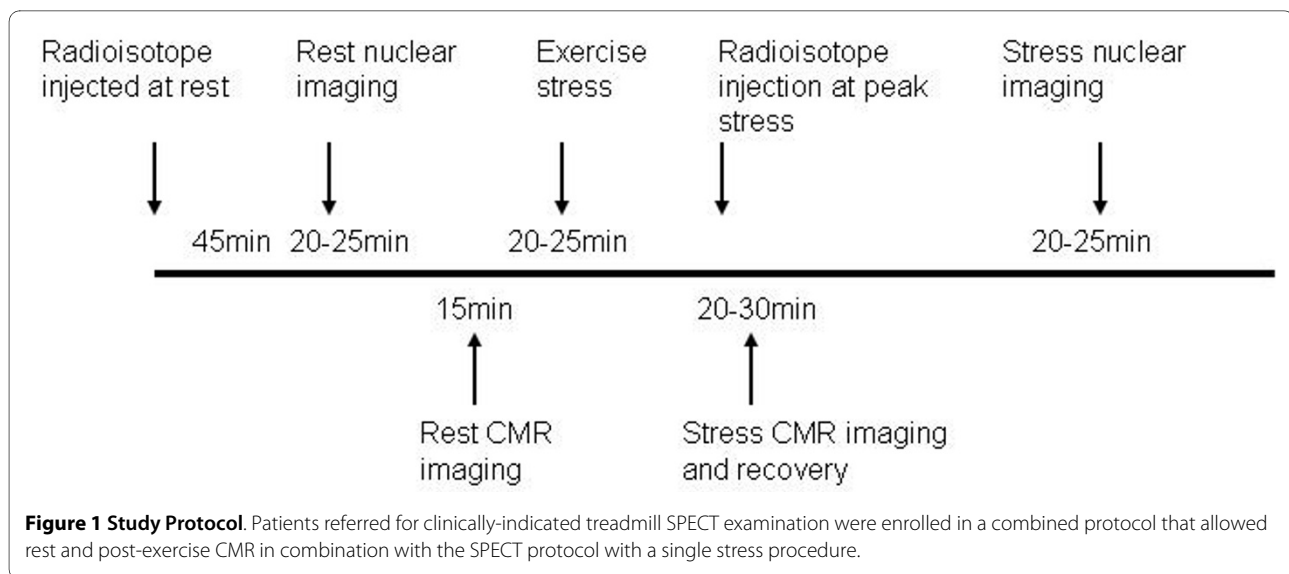 Radioisotope
injected at rest
Rest nuclear
imaging
Exercise
stress
Radioisotope
injection at peak
stress
Stress nuclear
imaging
45min 20-25min 20-25min 20-25min
15min 20-30min
Rest CMR
imaging
Stress CMR imaging
and recovery
Figure 1 Study Protocol. Patients referred for clinically-indicated treadmill SPECT examination were enrolled in a combined protocol that allowed
rest and post-exercise CMR in combination with the SPECT protocol with a single stress procedure.